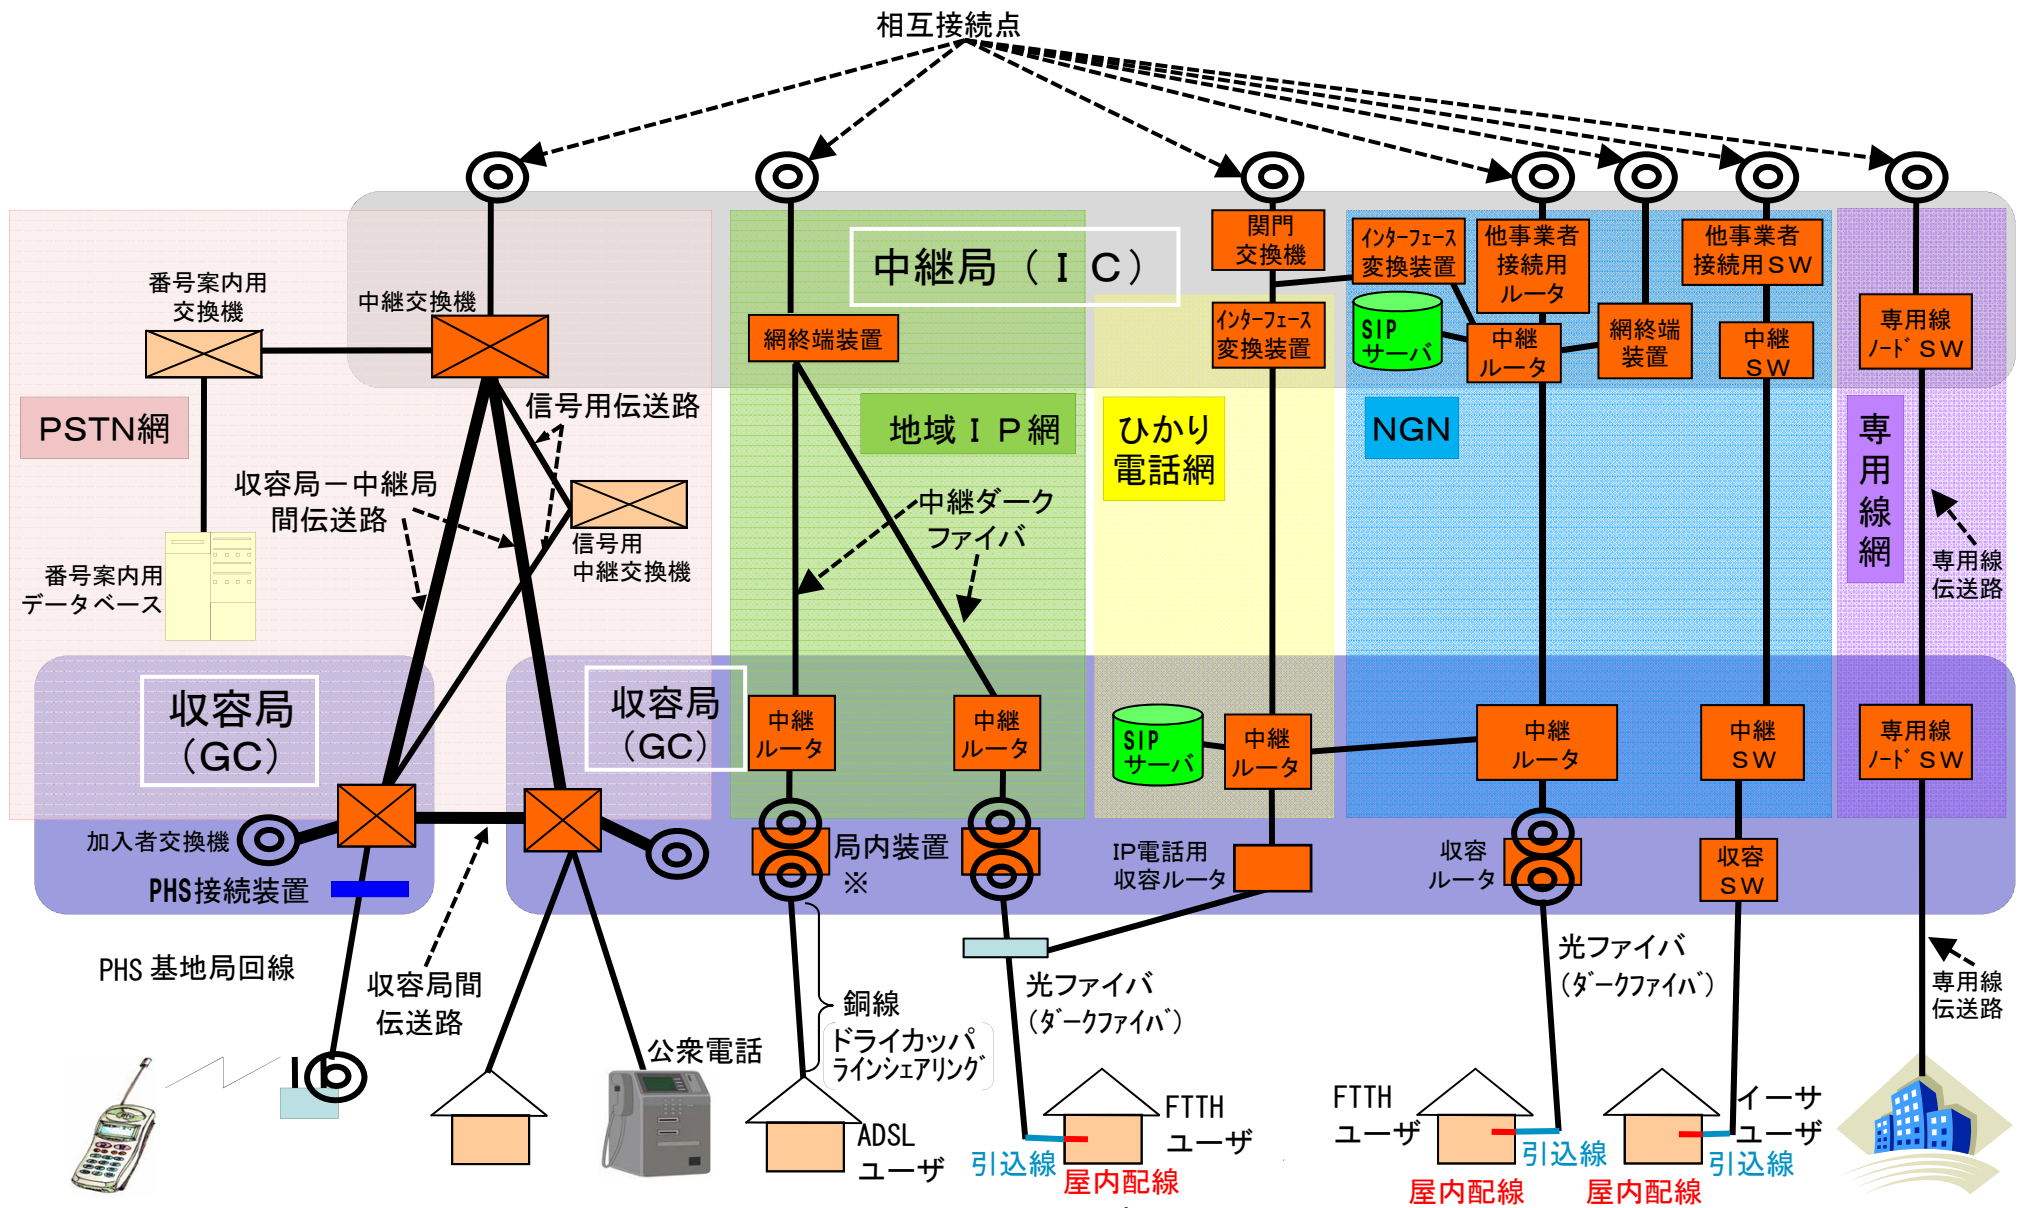 相互接続点
関門
交換機
インターフェース
変換装置
他事業者
接続用
ルータ
他事業者
接続用ＳＷ
中継局（ＩＣ）
番号案内用
交換機
中継交換機
網終端装置
インターフェース
変換装置
SIP
サーバ
中継
ルータ
網終端
装置
中継
ＳＷ
専用線
ノードＳＷ
PSTN網
信号用伝送路
地域ＩＰ網
ひかり
電話網
NGN
専用線網
収容局－中継局
間伝送路
中継ダーク
ファイバ
信号用
中継交換機
番号案内用
データベース
専用線
伝送路
収容局
（GC）
収容局
（GC）
中継
ルータ
中継
ルータ
SIP
サーバ
中継
ルータ
中継
ルータ
中継
ＳＷ
専用線
ノードＳＷ
加入者交換機
局内装置
※
IP電話用
収容ルータ
収容
ルータ
収容
ＳＷ
PHS接続装置
PHS基地局回線
収容局間
伝送路
銅線
ドライカッパ
ラインシェアリング
光ファイバ
（ダークファイバ）
光ファイバ
（ダークファイバ）
専用線
伝送路
公衆電話
ADSL
ユーザ
FTTH
ユーザ
引込線
屋内配線
FTTH
ユーザ
引込線
屋内配線
イーサ
ユーザ
引込線
屋内配線